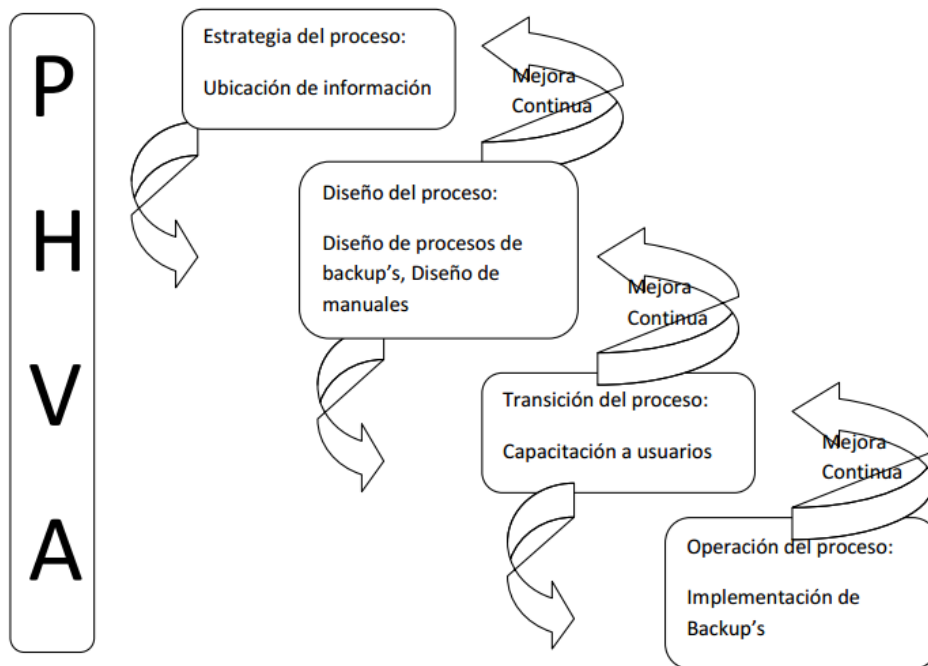 P
H
V
A
Estrategia del proceso:
Ubicación de información
Mejora
Continua
Diseño del proceso:
Diseño de procesos de
backup's, Diseño de
manuales
Mejora
Continua
Transición del proceso:
Capacitación a usuarios
Mejora
Continua
Operación del proceso:
Implementación de
Backup's